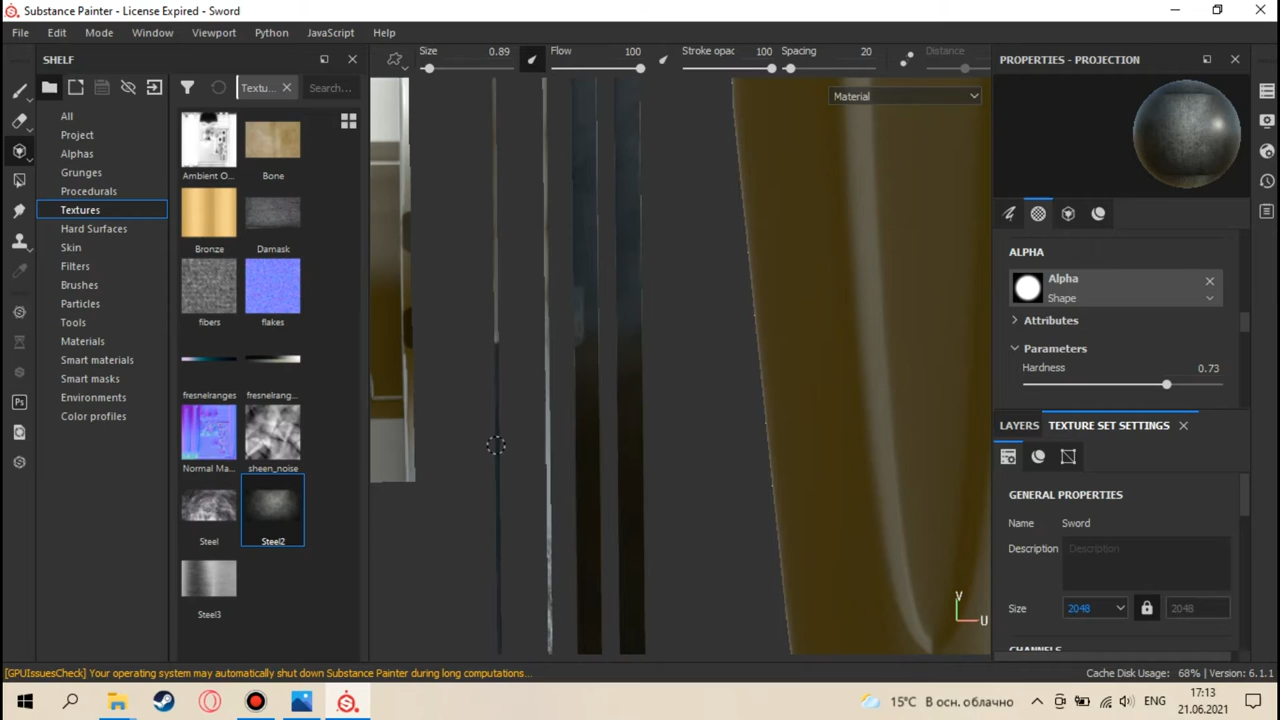 Substance Painter - License Expired - Sword
File Edit Mode Window Viewport Python JavaScript Help
SHELF
Size 0.89 Flow 100 Stroke opac 100 Spacing 20 Distance
Textu... Search...
All
Project
Alphas
Grunges
Procedurals
Textures
Hard Surfaces
Skin
Filters
Brushes
Particles
Tools
Materials
Smart materials
Smart masks
Environments
Color profiles
Ambient O... Bone
Bronze Damask
fibers flakes
fresnelranges fresnelrang...
Normal Ma... sheen_noise
Steel Steel2
Steel3
Material
V
U
PROPERTIES - PROJECTION
ALPHA
Alpha
Shape
Attributes
Parameters
Hardness 0.73
LAYERS TEXTURE SET SETTINGS
GENERAL PROPERTIES
Name Sword
Description Description
Size 2048 2048
CHANNELS
[GPUIssuesCheck] Your operating system may automatically shut down Substance Painter during long computations...
Cache Disk Usage: 68% | Version: 6.1.1
Ps
15°C В осн. облачно
ENG
17:13
21.06.2021